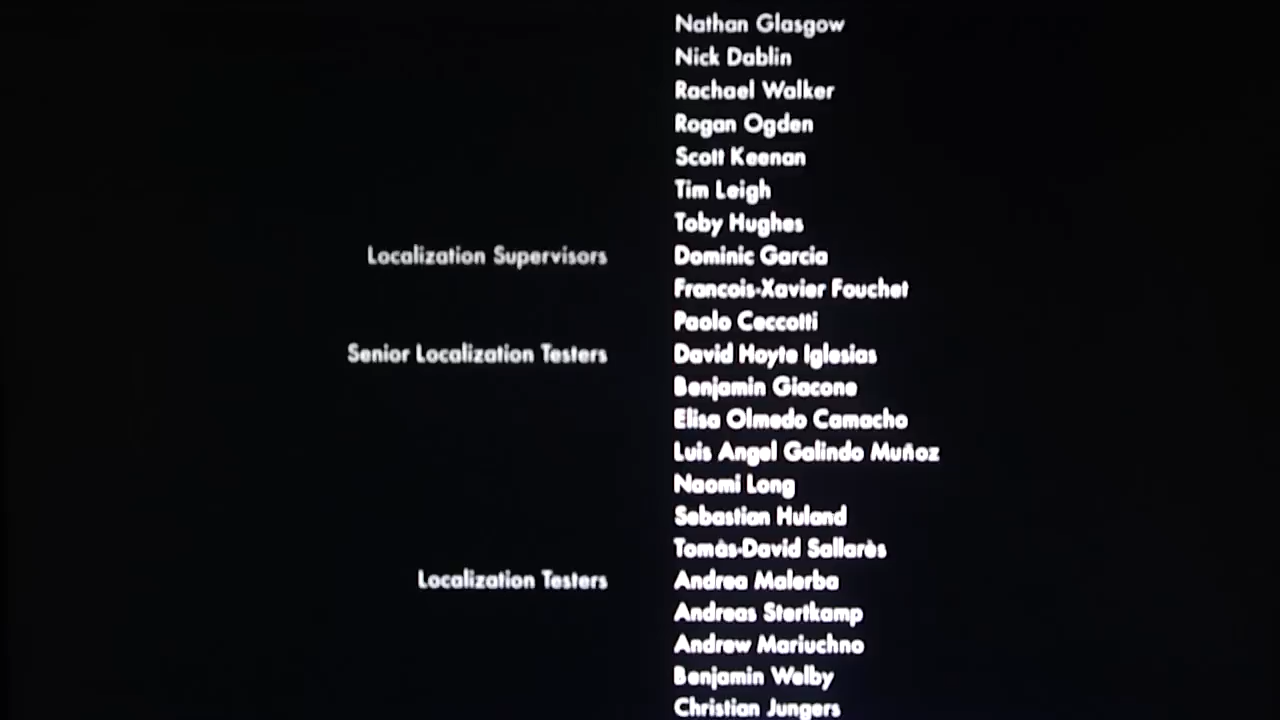 Nathan Glasgow
Nick Dablin
Rachael Walker
Rogan Ogden
Scott Keenan
Tim Leigh
Toby Hughes
Localization Supervisors Dominic Garcia
Francois-Xavier Fouchet
Paolo Ceccotti
Senior Localization Testers David Hoyte Iglesias
Benjamin Giacone
Elisa Olmedo Camacho
Luis Angel Galindo Muñoz
Naomi Long
Sebastian Huland
Tomàs-David Sallarès
Localization Testers Andrea Malerba
Andreas Stertkamp
Andrew Mariuchno
Benjamin Welby
Christian Jungers